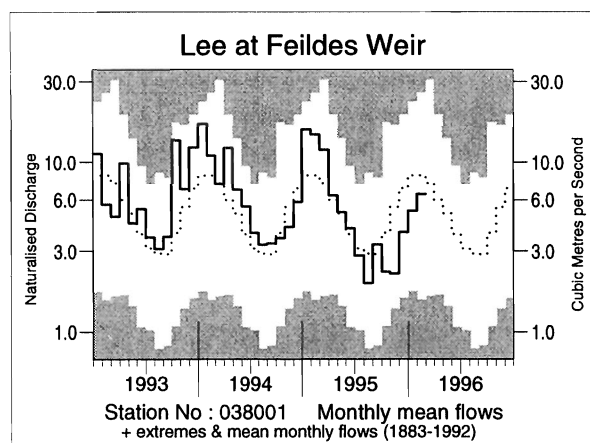 Lee at Feildes Weir
Naturalised Discharge
30.0
10.0
6.0
3.0
1.0
30.0
10.0
6.0
3.0
1.0
Cubic Metres per Second
1993 1994 1995 1996
Station No : 038001 Monthly mean flows
+ extremes & mean monthly flows (1883-1992)